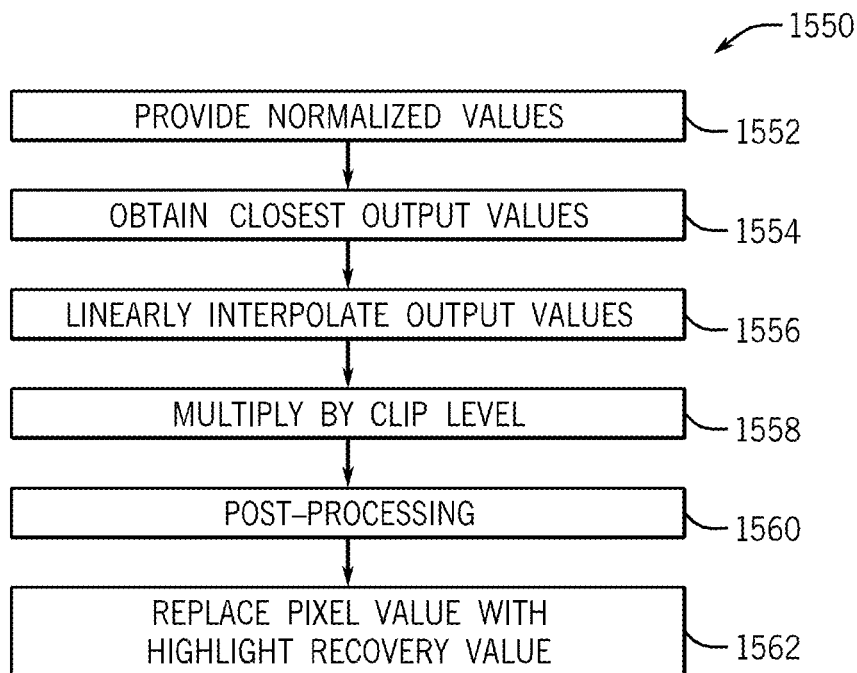 1550
PROVIDE NORMALIZED VALUES
1552
OBTAIN CLOSEST OUTPUT VALUES
1554
LINEARLY INTERPOLATE OUTPUT VALUES
1556
MULTIPLY BY CLIP LEVEL
1558
POST-PROCESSING
1560
REPLACE PIXEL VALUE WITH
HIGHLIGHT RECOVERY VALUE
1562